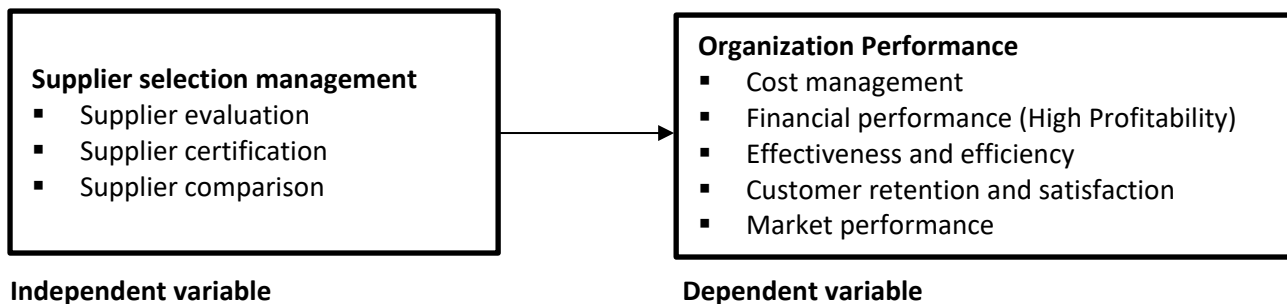 Supplier selection management
▪ Supplier evaluation
▪ Supplier certification
▪ Supplier comparison
Organization Performance
▪ Cost management
▪ Financial performance (High Profitability)
▪ Effectiveness and efficiency
▪ Customer retention and satisfaction
▪ Market performance
Independent variable
Dependent variable